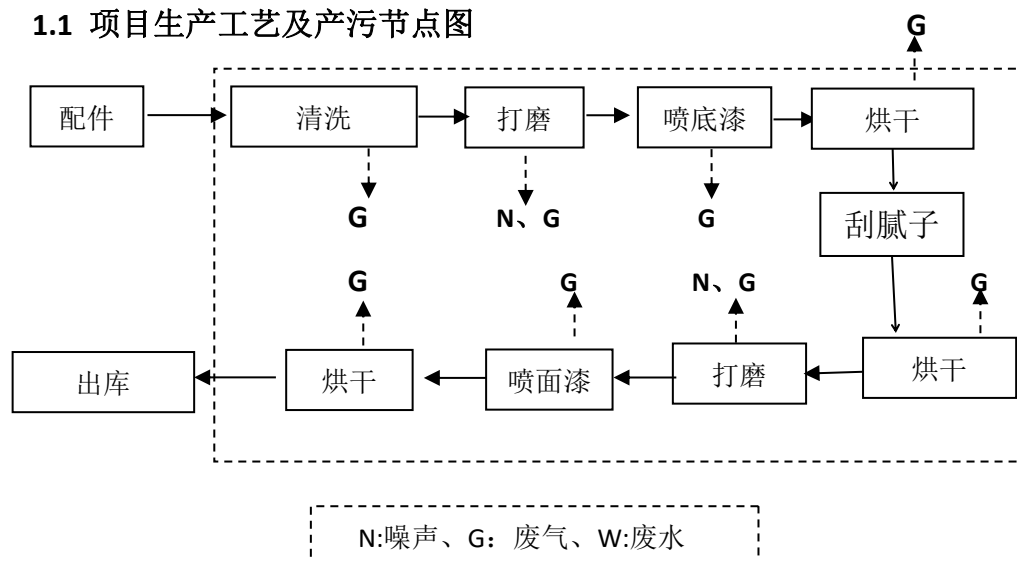 1.1 项目生产工艺及产污节点图
G
配件
清洗
打磨
喷底漆
烘干
G
N、G
G
刮腻子
G
G
N、G
G
出库
烘干
喷面漆
打磨
烘干
N:噪声、G：废气、W:废水